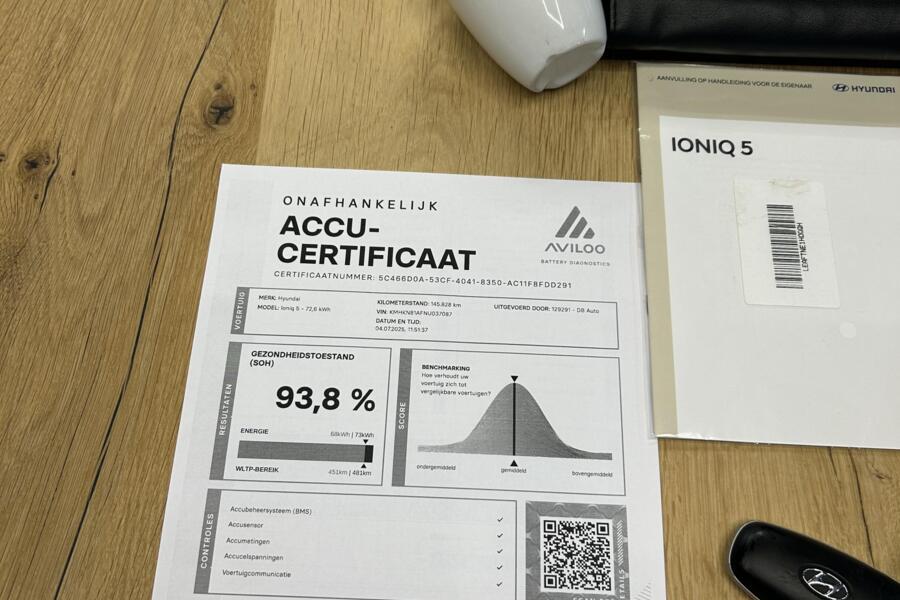 AANVULLING OP HANDLEIDING VOOR DE EIGENAAR
HYUNDAI
IONIQ 5
LERFTNE1HDGQH
ONAFHANKELIJK
ACCU-
CERTIFICAAT
CERTIFICAATNUMMER: 5C466D0A-53CF-4041-8350-AC11F8FDD291
AVILOO
BATTERY DIAGNOSTICS
VOERTUIG
MERK: Hyundai
MODEL: Ioniq 5 - 72,6 kWh
KILOMETERSTAND: 145.828 km
VIN: KMHKN81AFNU037087
DATUM EN TIJD:
04.07.2025, 11:51:37
UITGEVOERD DOOR: 129291 - DB Auto
RESULTATEN
GEZONDHEIDSTOESTAND
(SOH)
93,8 %
ENERGIE
68kWh | 73kWh
WLTP-BEREIK
451km | 481km
SCORE
BENCHMARKING
Hoe verhoudt uw
voertuig zich tot
vergelijkbare voertuigen?
ondergemiddeld
gemiddeld
bovengemiddeld
CONTROLES
Accubeheersysteem (BMS)
Accusensor
Accumetingen
Accucelspanningen
Voertuigcommunicatie